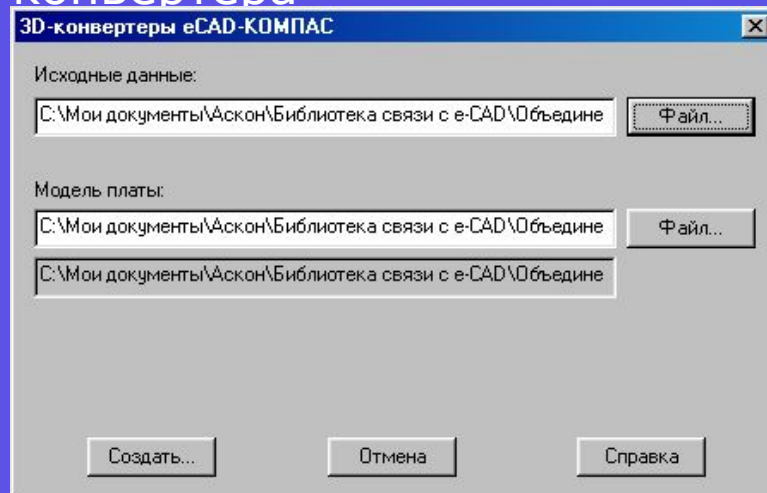 конвертера
3D-конвертеры eCAD-КОМПАС
Исходные данные:
C:\Мои документы\Аскон\Библиотека связи с e-CAD\Объедине
Файл...
Модель платы:
C:\Мои документы\Аскон\Библиотека связи с e-CAD\Объедине
Файл...
C:\Мои документы\Аскон\Библиотека связи с e-CAD\Объедине
Создать...
Отмена
Справка